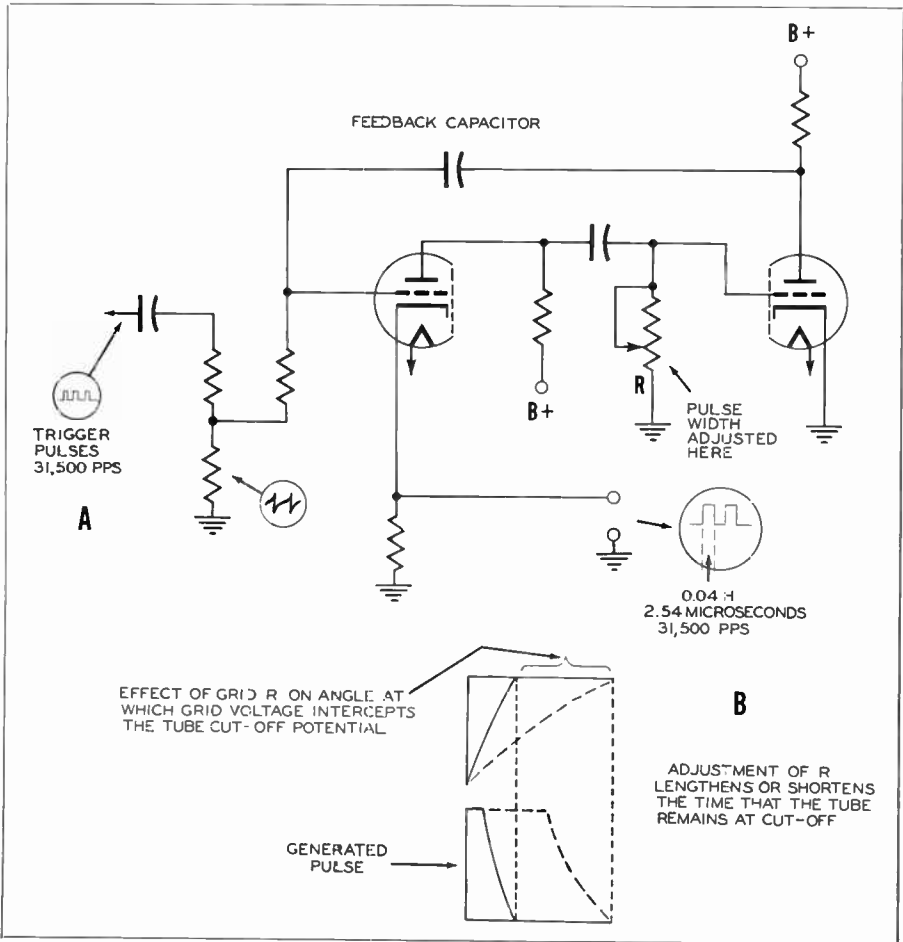 B+
FEEDBACK CAPACITOR
TRIGGER
PULSES
31,500 PPS
A
B+
R
PULSE
WIDTH
ADJUSTED
HERE
0.04 H
2.54 MICROSECONDS
31,500 PPS
EFFECT OF GRID R ON ANGLE AT
WHICH GRID VOLTAGE INTERCEPTS
THE TUBE CUT-OFF POTENTIAL
B
ADJUSTMENT OF R
LENGTHENS OR SHORTENS
THE TIME THAT THE TUBE
REMAINS AT CUT-OFF
GENERATED
PULSE